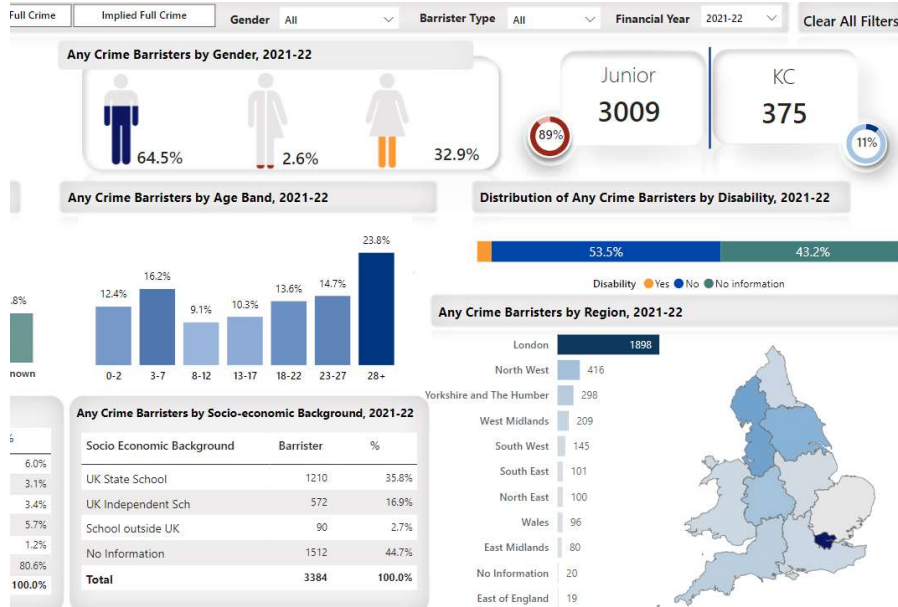 Full Crime
Implied Full Crime
Gender
All
Barrister Type
All
Financial Year
2021-22
Clear All Filters
Any Crime Barristers by Gender, 2021-22
64.5%
2.6%
32.9%
Junior
3009
89%
KC
375
11%
Any Crime Barristers by Age Band, 2021-22
12.4%
16.2%
9.1%
10.3%
13.6%
14.7%
23.8%
0-2
3-7
8-12
13-17
18-22
23-27
28+
.8%
nown
Distribution of Any Crime Barristers by Disability, 2021-22
53.5%
43.2%
Disability Yes No No information
Any Crime Barristers by Region, 2021-22
London 1898
North West 416
Yorkshire and The Humber 298
West Midlands 209
South West 145
South East 101
North East 100
Wales 96
East Midlands 80
No Information 20
East of England 19
6.0%
3.1%
3.4%
5.7%
1.2%
80.6%
100.0%
Any Crime Barristers by Socio-economic Background, 2021-22
Socio Economic Background Barrister %
UK State School 1210 35.8%
UK Independent Sch 572 16.9%
School outside UK 90 2.7%
No Information 1512 44.7%
Total 3384 100.0%